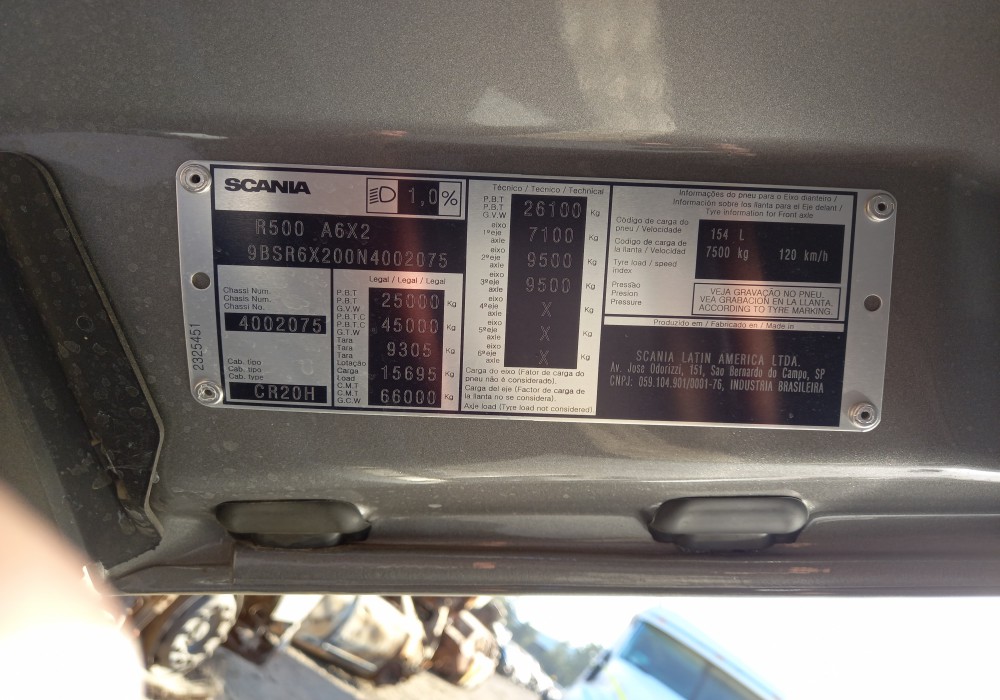 SCANIA
1,0%
R500 A6X2
9BSR6X200N4002075
Chassi Num.
Chasis Num.
Chassi No.
4002075
Cab. tipo
Cab. tipo
Cab. type
CR20H
2325451
Legal / Legal / Legal
P.B.T
P.B.T
G.V.W
25000 Kg
P.B.T.C
P.B.T.C
G.T.W
45000 Kg
Tara
Tara
Tara
9305 Kg
Lotação
Carga
Load
15695 Kg
C.M.T
C.M.T
G.C.W
66000 Kg
Técnico / Tecnico / Technical
P.B.T
P.B.T
G.V.W
26100 Kg
eixo
1ºeje
axle
7100 Kg
eixo
2ºeje
axle
9500 Kg
eixo
3ºeje
axle
9500 Kg
eixo
4ºeje
axle
X Kg
eixo
5ºeje
axle
X Kg
eixo
6ºeje
axle
X Kg
Carga do eixo (Fator de carga do
pneu não é considerado).
Carga del eje (Factor de carga de
la llanta no se considera).
Axle load (Tyre load not considered)
Informações do pneu para o Eixo dianteiro /
Información sobre los llanta para el Eje delant /
Tyre information for Front axle
Código de carga do
pneu / Velocidade
Código de carga de
la llanta / Velocidad
Tyre load / speed
index
154 L
7500 kg 120 km/h
Pressão
Presion
Pressure
VEJA GRAVAÇÃO NO PNEU.
VEA GRABACIÓN EN LA LLANTA.
ACCORDING TO TYRE MARKING.
Produzido em / Fabricado en / Made in
SCANIA LATIN AMERICA LTDA.
Av. Jose Odorizzi, 151, Sao Bernardo do Campo, SP
CNPJ: 059.104.901/0001-76, INDÚSTRIA BRASILEIRA